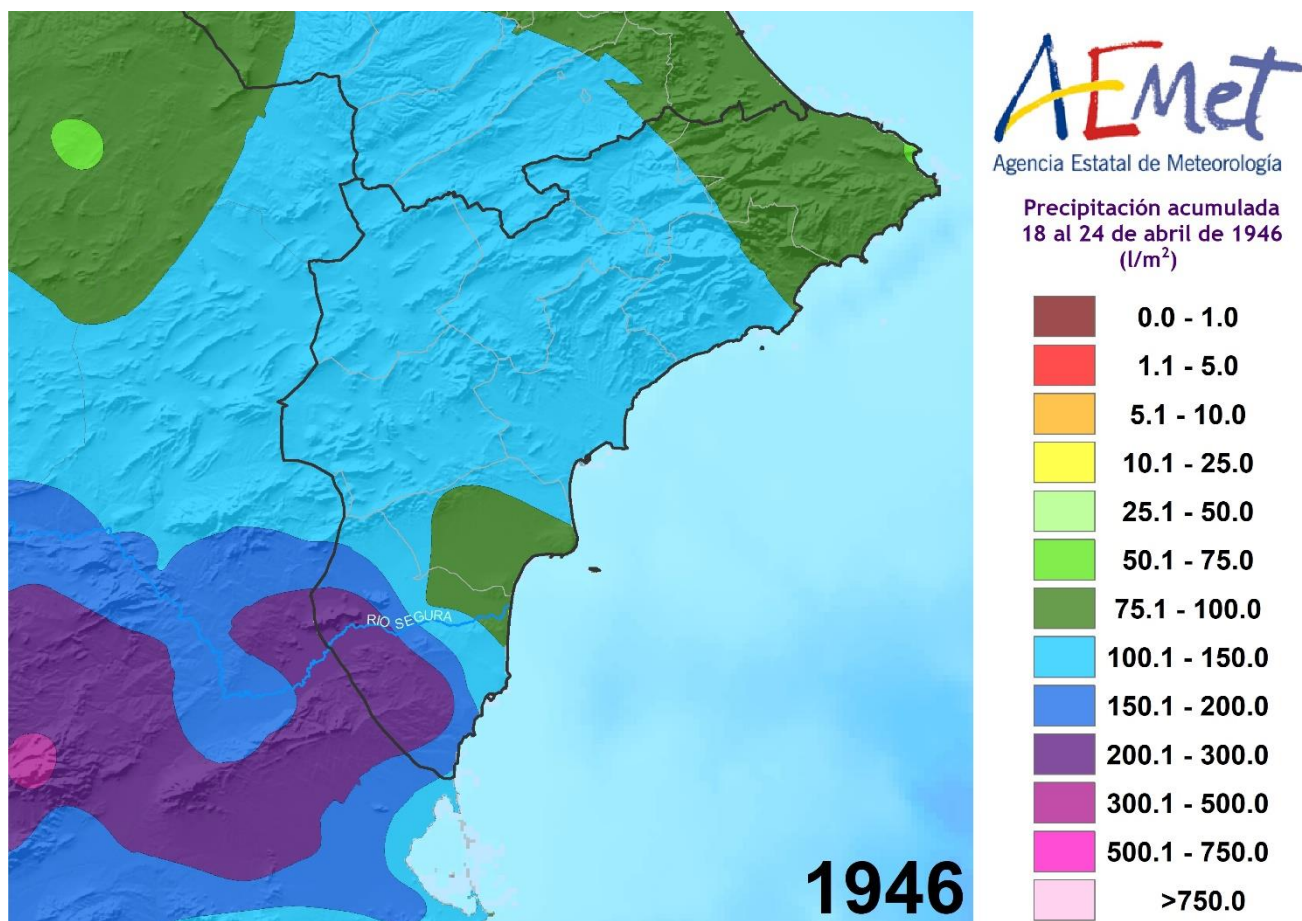 AEMet
Agencia Estatal de Meteorología
Precipitación acumulada
18 al 24 de abril de 1946
(l/m²)
0.0 - 1.0
1.1 - 5.0
5.1 - 10.0
10.1 - 25.0
25.1 - 50.0
50.1 - 75.0
75.1 - 100.0
100.1 - 150.0
150.1 - 200.0
200.1 - 300.0
300.1 - 500.0
500.1 - 750.0
>750.0
RIO SEGURA
1946